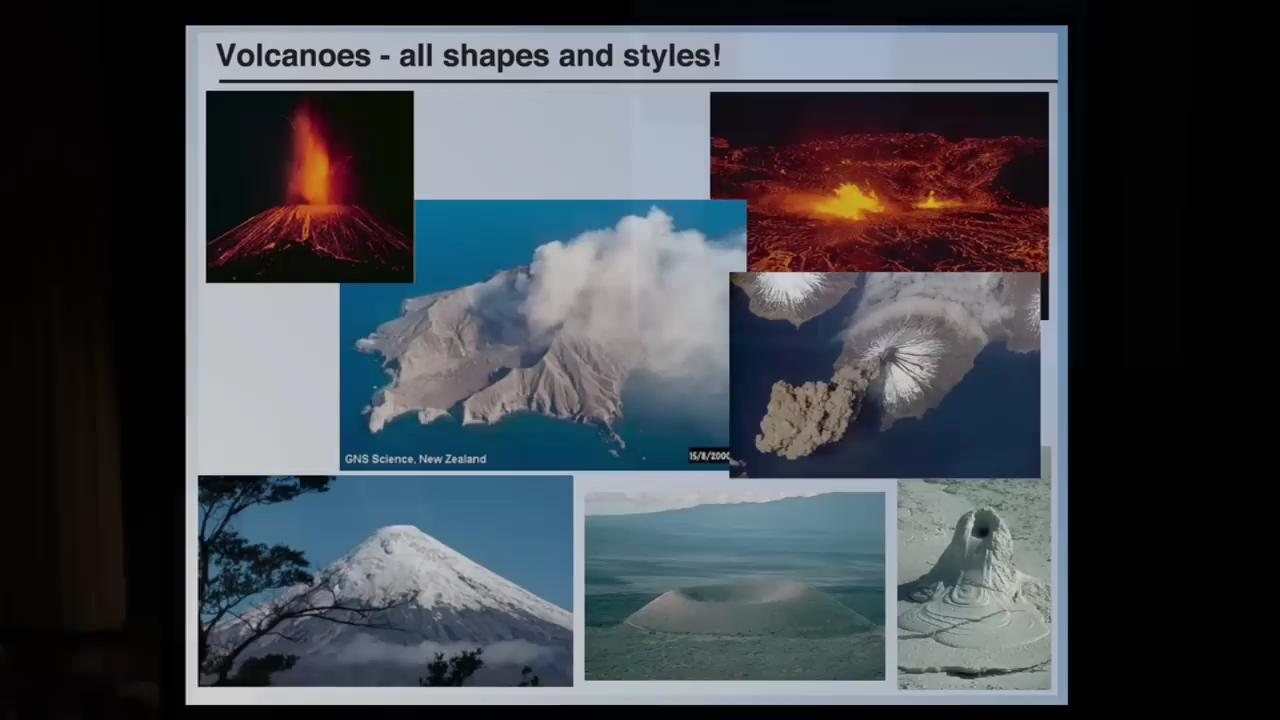 Volcanoes - all shapes and styles!
GNS Science, New Zealand
15/8/2000